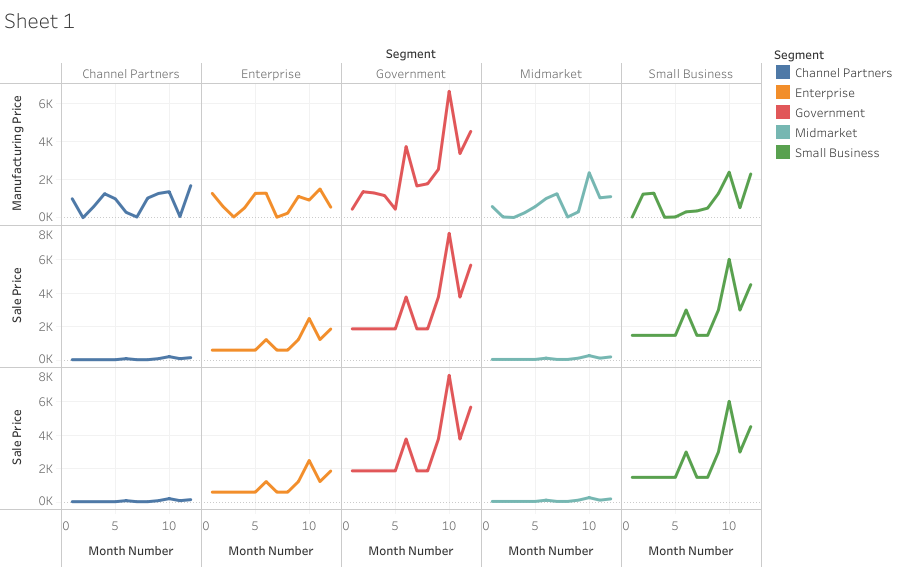 Sheet 1
Segment
Channel Partners Enterprise Government Midmarket Small Business
Manufacturing Price
6K
4K
2K
0K
Sale Price
8K
6K
4K
2K
0K
Sale Price
8K
6K
4K
2K
0K
0 5 10 0 5 10 0 5 10 0 5 10 0 5 10
Month Number Month Number Month Number Month Number Month Number
Segment
Channel Partners
Enterprise
Government
Midmarket
Small Business